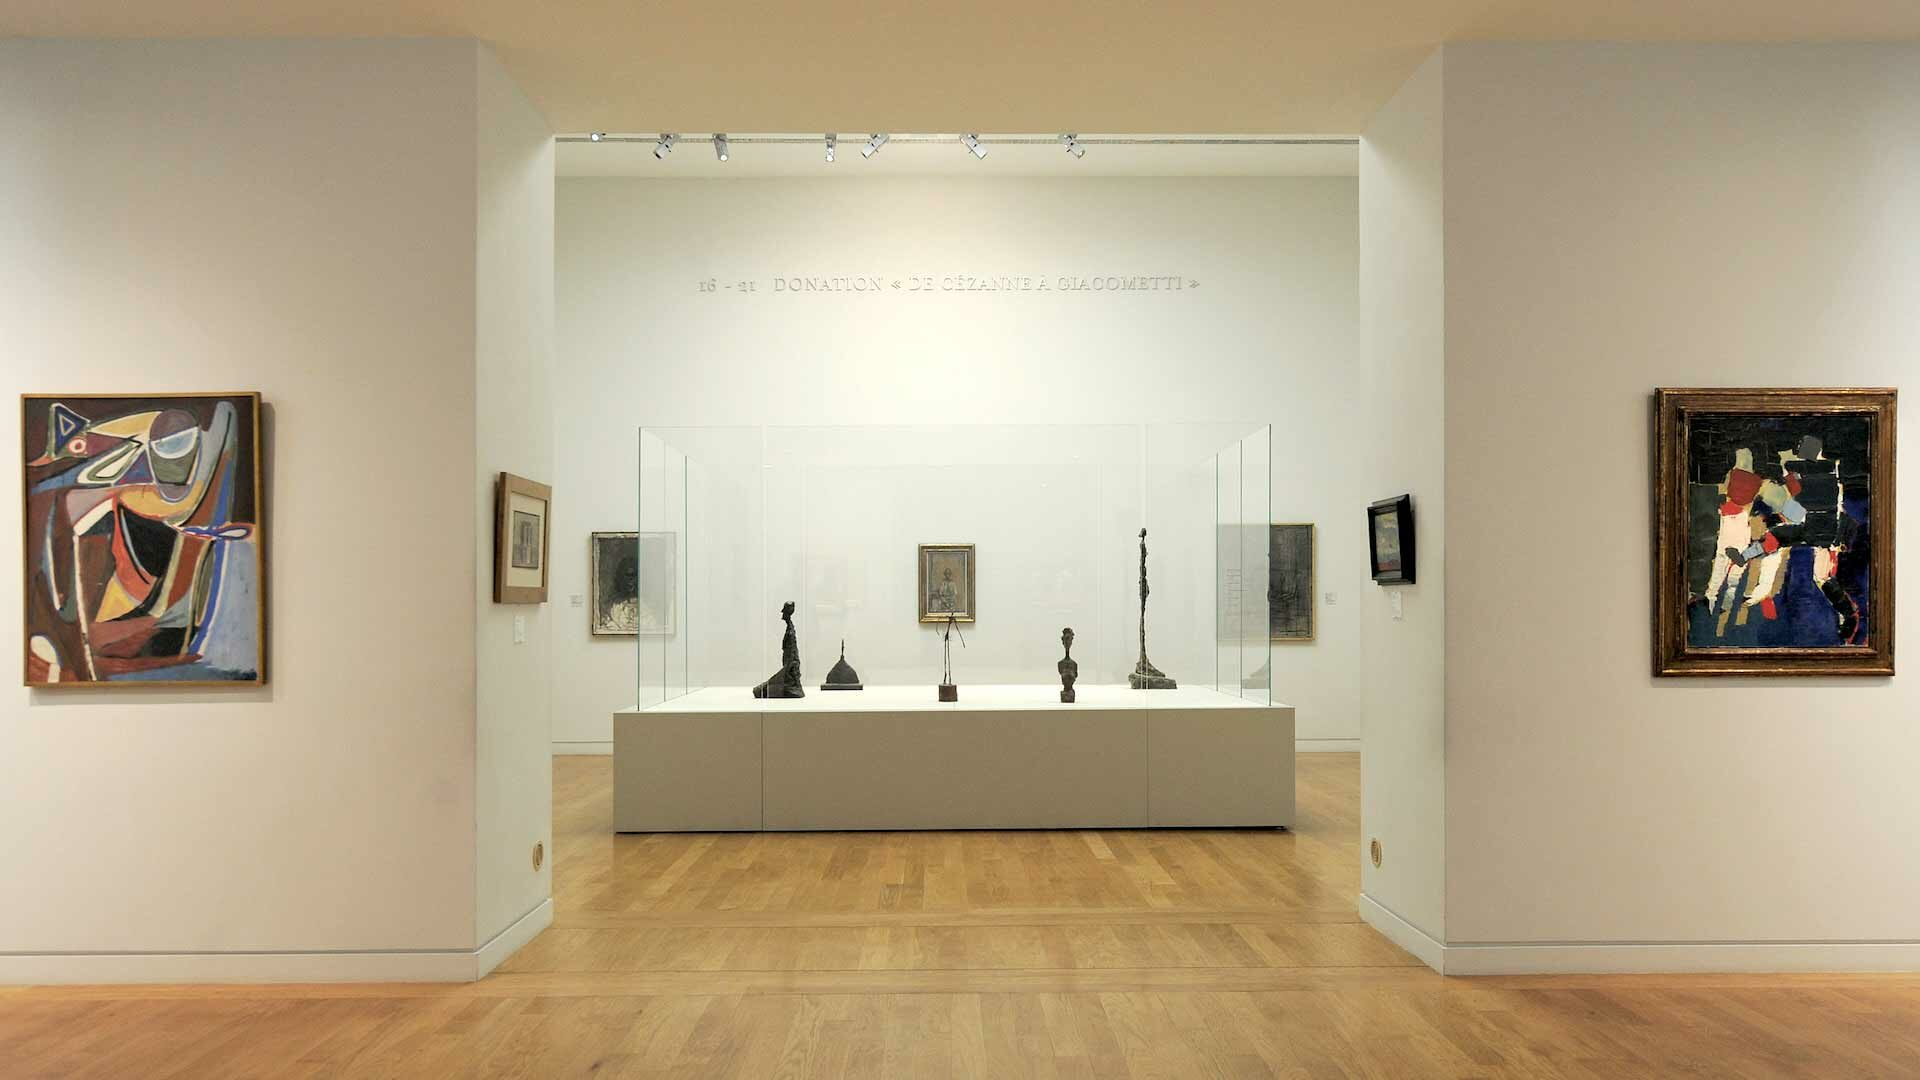 16 - 21 DONATION « DE CÉZANNE À GIACOMETTI »